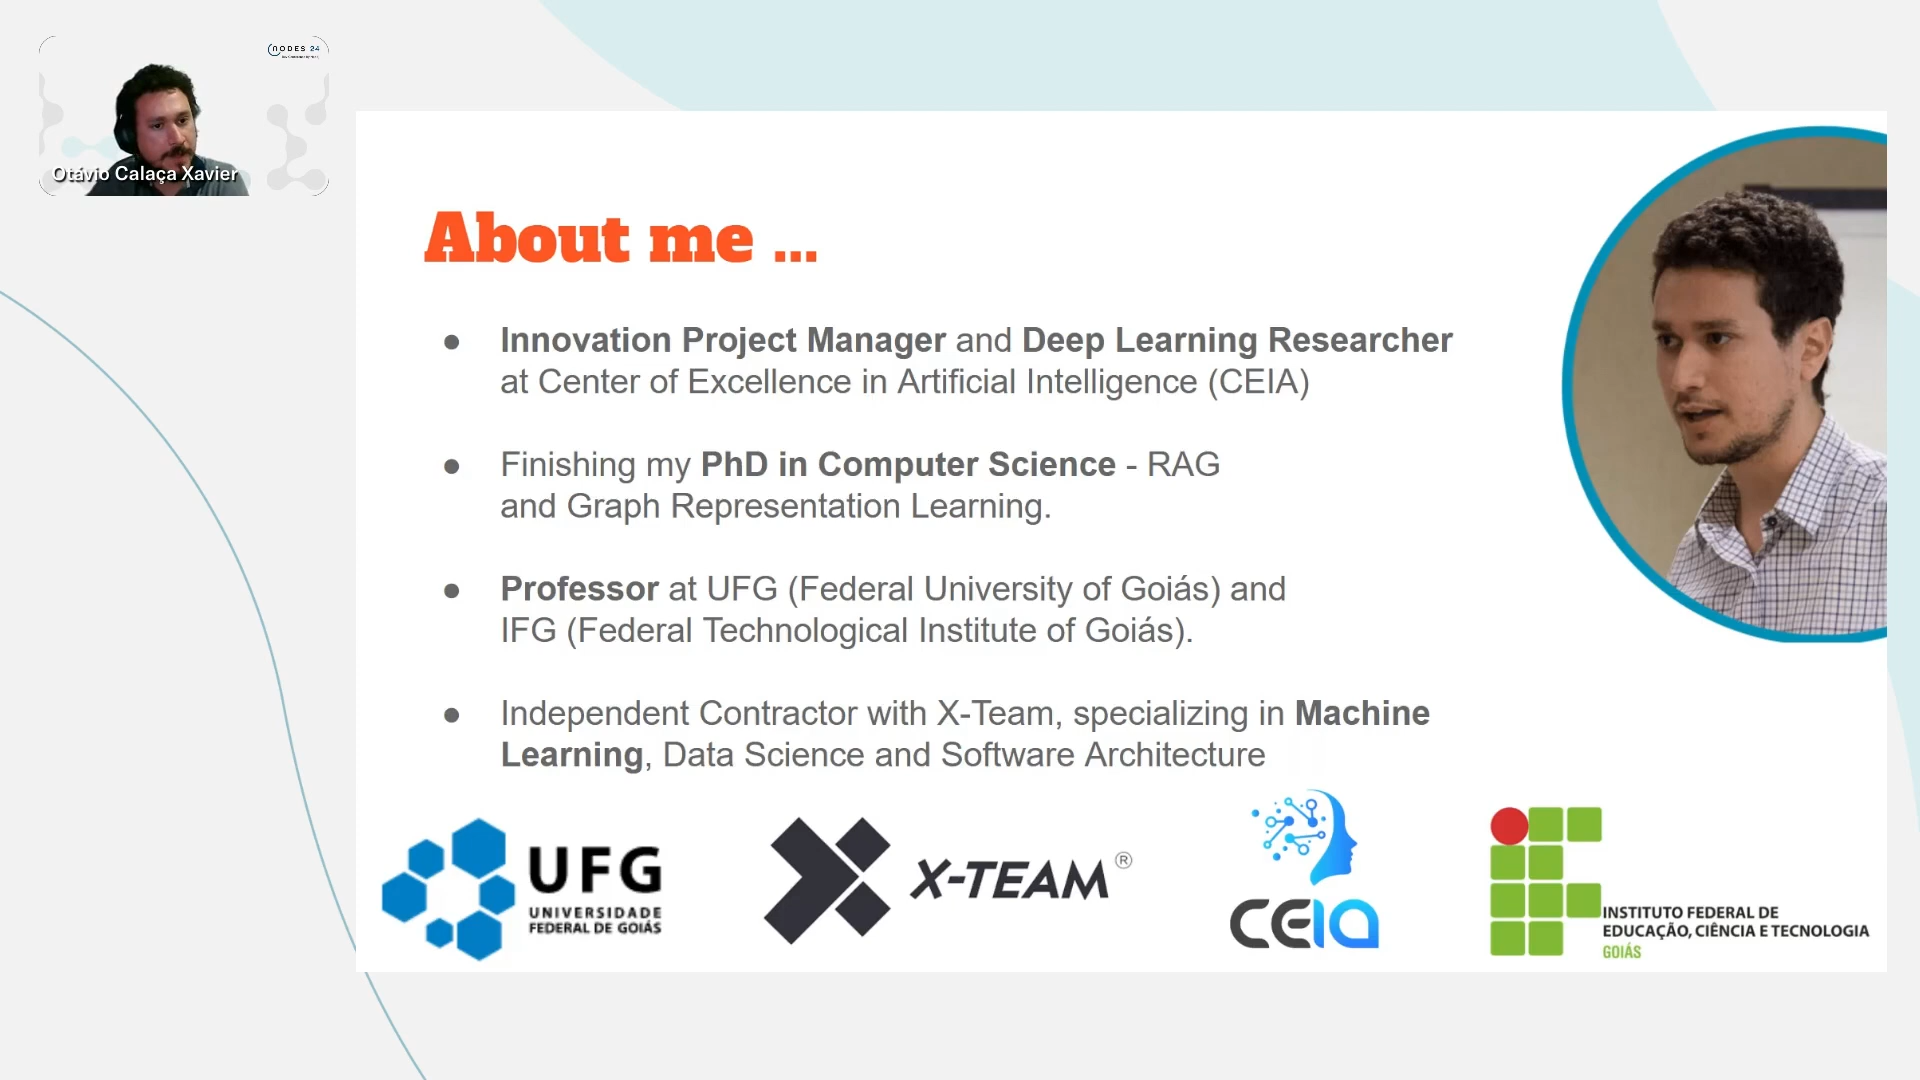 NODES 24
Otávio Calaça Xavier
About me ...
● Innovation Project Manager and Deep Learning Researcher
at Center of Excellence in Artificial Intelligence (CEIA)
● Finishing my PhD in Computer Science - RAG
and Graph Representation Learning.
● Professor at UFG (Federal University of Goiás) and
IFG (Federal Technological Institute of Goiás).
● Independent Contractor with X-Team, specializing in Machine
Learning, Data Science and Software Architecture
UFG
UNIVERSIDADE
FEDERAL DE GOIÁS
X-TEAM®
CEIA
INSTITUTO FEDERAL DE
EDUCAÇÃO, CIÊNCIA E TECNOLOGIA
GOIÁS